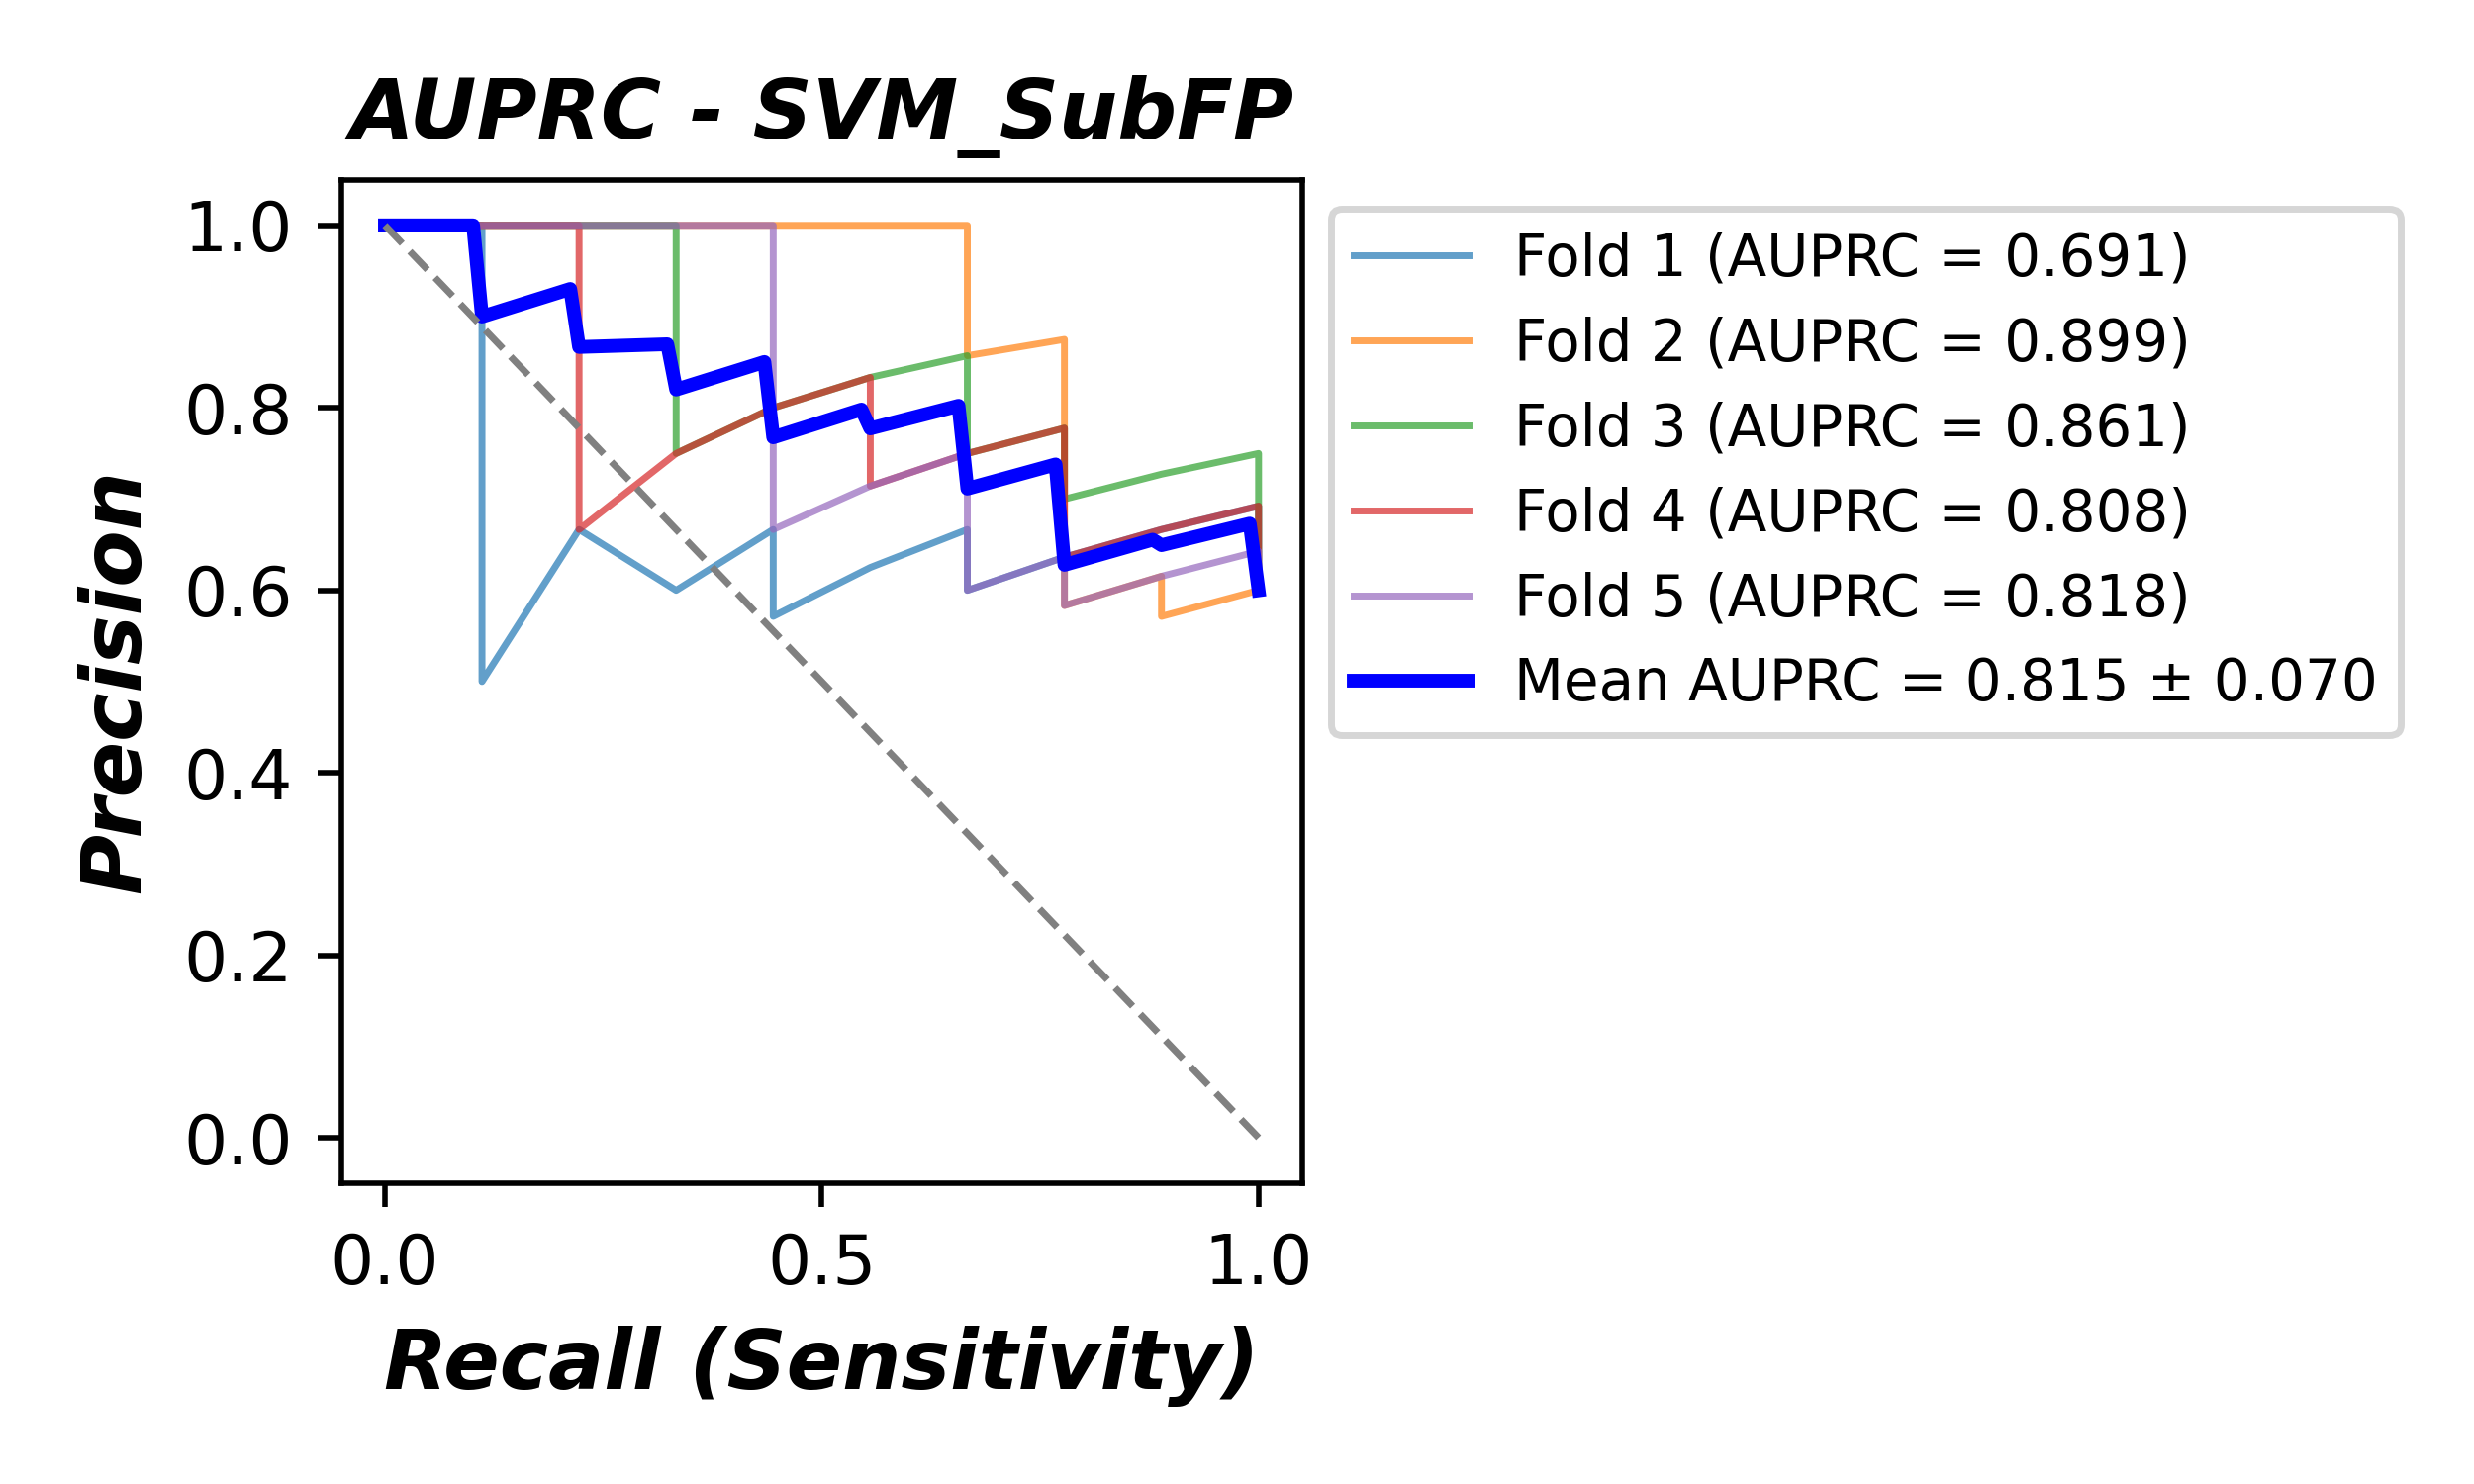 AUPRC - SVM_SubFP
Precision
1.0
0.8
0.6
0.4
0.2
0.0
0.0 0.5 1.0
Recall (Sensitivity)
Fold 1 (AUPRC = 0.691)
Fold 2 (AUPRC = 0.899)
Fold 3 (AUPRC = 0.861)
Fold 4 (AUPRC = 0.808)
Fold 5 (AUPRC = 0.818)
Mean AUPRC = 0.815 ± 0.070